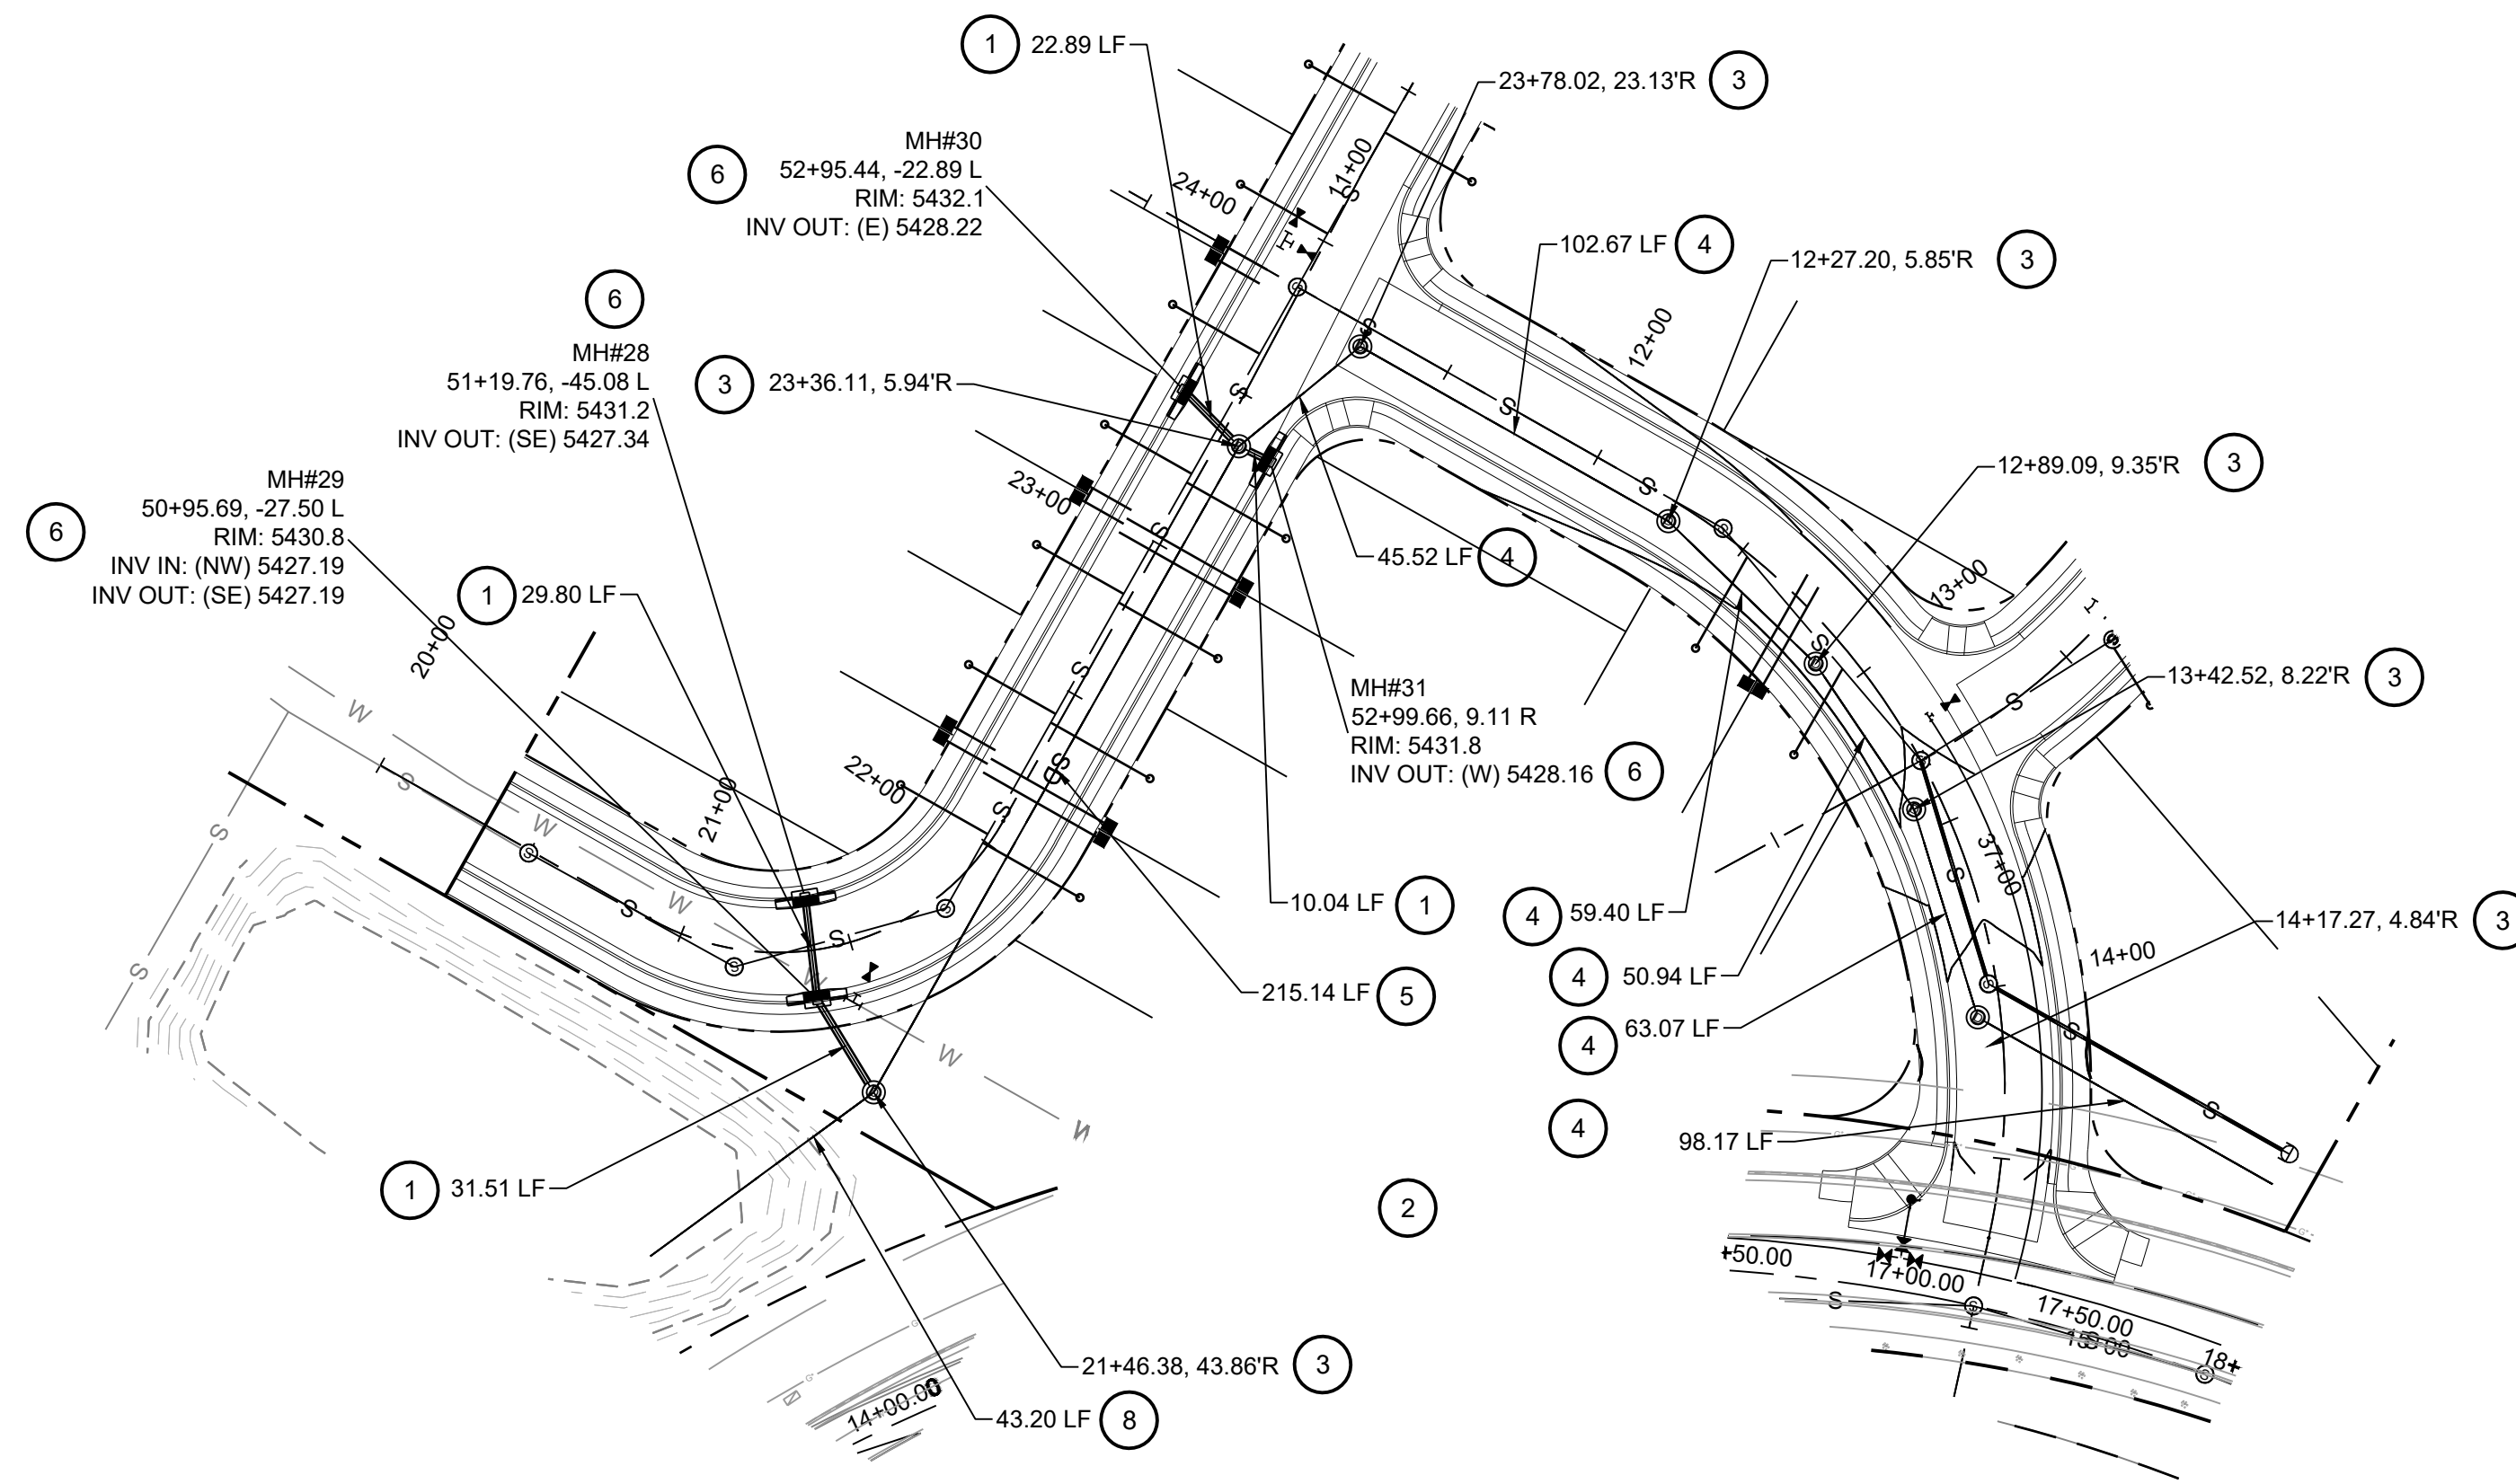 1 22.89 LF
23+78.02, 23.13'R 3
MH#30
6 52+95.44, -22.89 L
RIM: 5432.1
INV OUT: (E) 5428.22
24+00
11+00
S
102.67 LF 4
12+27.20, 5.85'R 3
6
MH#28
51+19.76, -45.08 L
RIM: 5431.2
INV OUT: (SE) 5427.34
3 23+36.11, 5.94'R
12+00
S
S
S
S
MH#29
6 50+95.69, -27.50 L
RIM: 5430.8
INV IN: (NW) 5427.19
INV OUT: (SE) 5427.19
1 29.80 LF
23+00
S
12+89.09, 9.35'R 3
45.52 LF 4
13+00
20+00
S
S
13+42.52, 8.22'R 3
MH#31
52+99.66, 9.11 R
RIM: 5431.8
INV OUT: (W) 5428.16 6
W
S
S
W
W
S
S
21+00
22+00
S
S
S
S
37+00
S
10.04 LF 1
4 59.40 LF
14+17.27, 4.84'R 3
14+00
4 50.94 LF
215.14 LF 5
4 63.07 LF
W
S
4
98.17 LF
S
1 31.51 LF
2
+50.00
17+00.00
17+50.00
18+
S
S
S
21+46.38, 43.86'R 3
14+00.00
43.20 LF 8